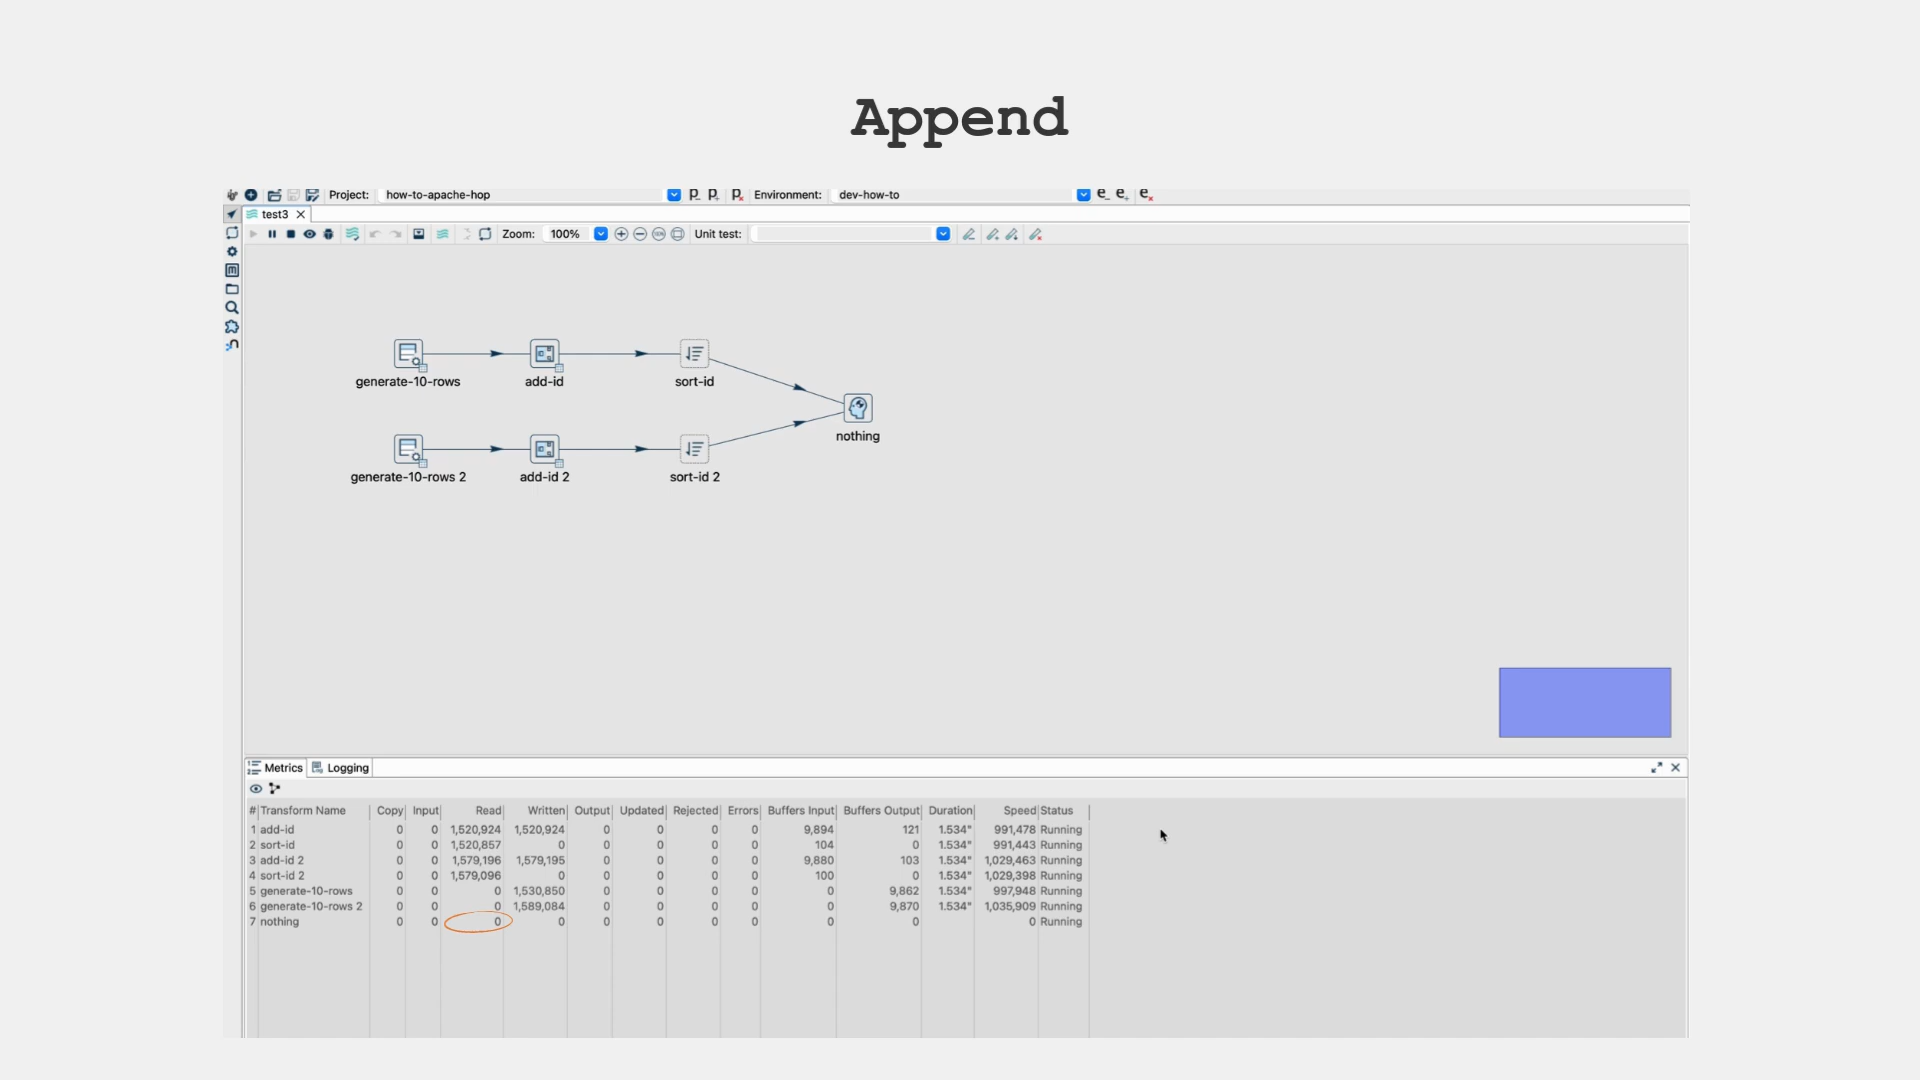 Append
Project: how-to-apache-hop Environment: dev-how-to
test3
Zoom: 100% Unit test:
generate-10-rows add-id sort-id
nothing
generate-10-rows 2 add-id 2 sort-id 2
Metrics Logging
# Transform Name Copy Input Read Written Output Updated Rejected Errors Buffers Input Buffers Output Duration Speed Status
1 add-id 0 0 1,520,924 1,520,924 0 0 0 0 9,894 121 1.534" 991,478 Running
2 sort-id 0 0 1,520,857 0 0 0 0 0 104 0 1.534" 991,443 Running
3 add-id 2 0 0 1,579,196 1,579,195 0 0 0 0 9,880 103 1.534" 1,029,463 Running
4 sort-id 2 0 0 1,579,096 0 0 0 0 0 100 0 1.534" 1,029,398 Running
5 generate-10-rows 0 0 0 1,530,850 0 0 0 0 0 9,862 1.534" 997,948 Running
6 generate-10-rows 2 0 0 0 1,589,084 0 0 0 0 0 9,870 1.534" 1,035,909 Running
7 nothing 0 0 0 0 0 0 0 0 0 0 0 Running